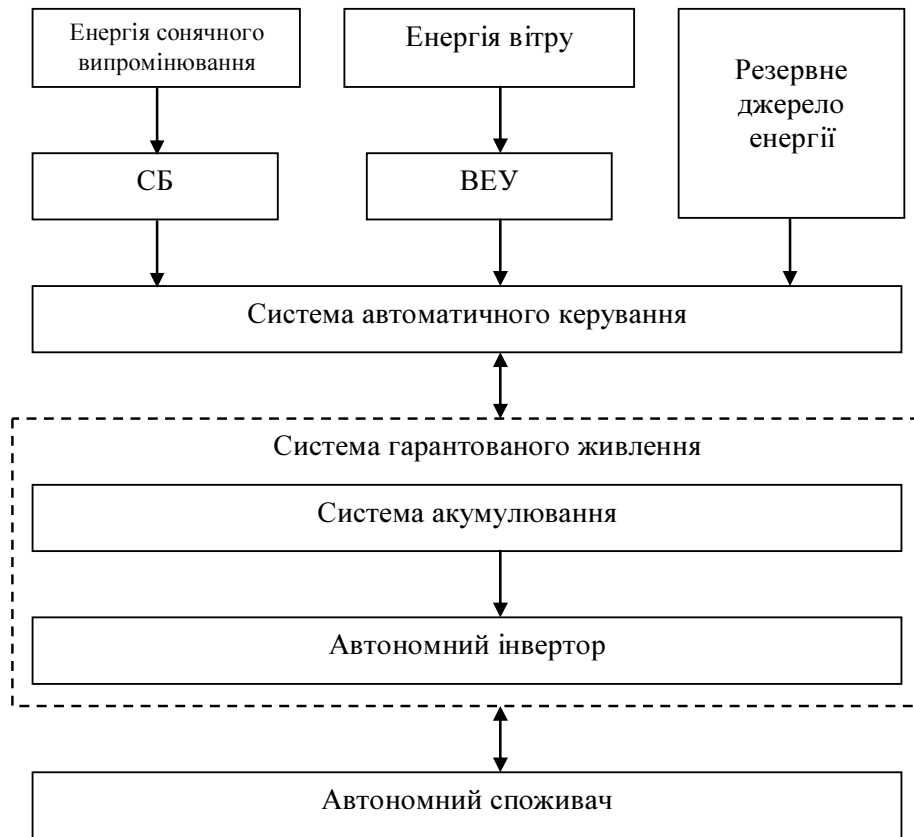 Енергія сонячного
випромінювання
Енергія вітру
Резервне
джерело
енергії
СБ
ВЕУ
Система автоматичного керування
Система гарантованого живлення
Система акумулювання
Автономний інвертор
Автономний споживач